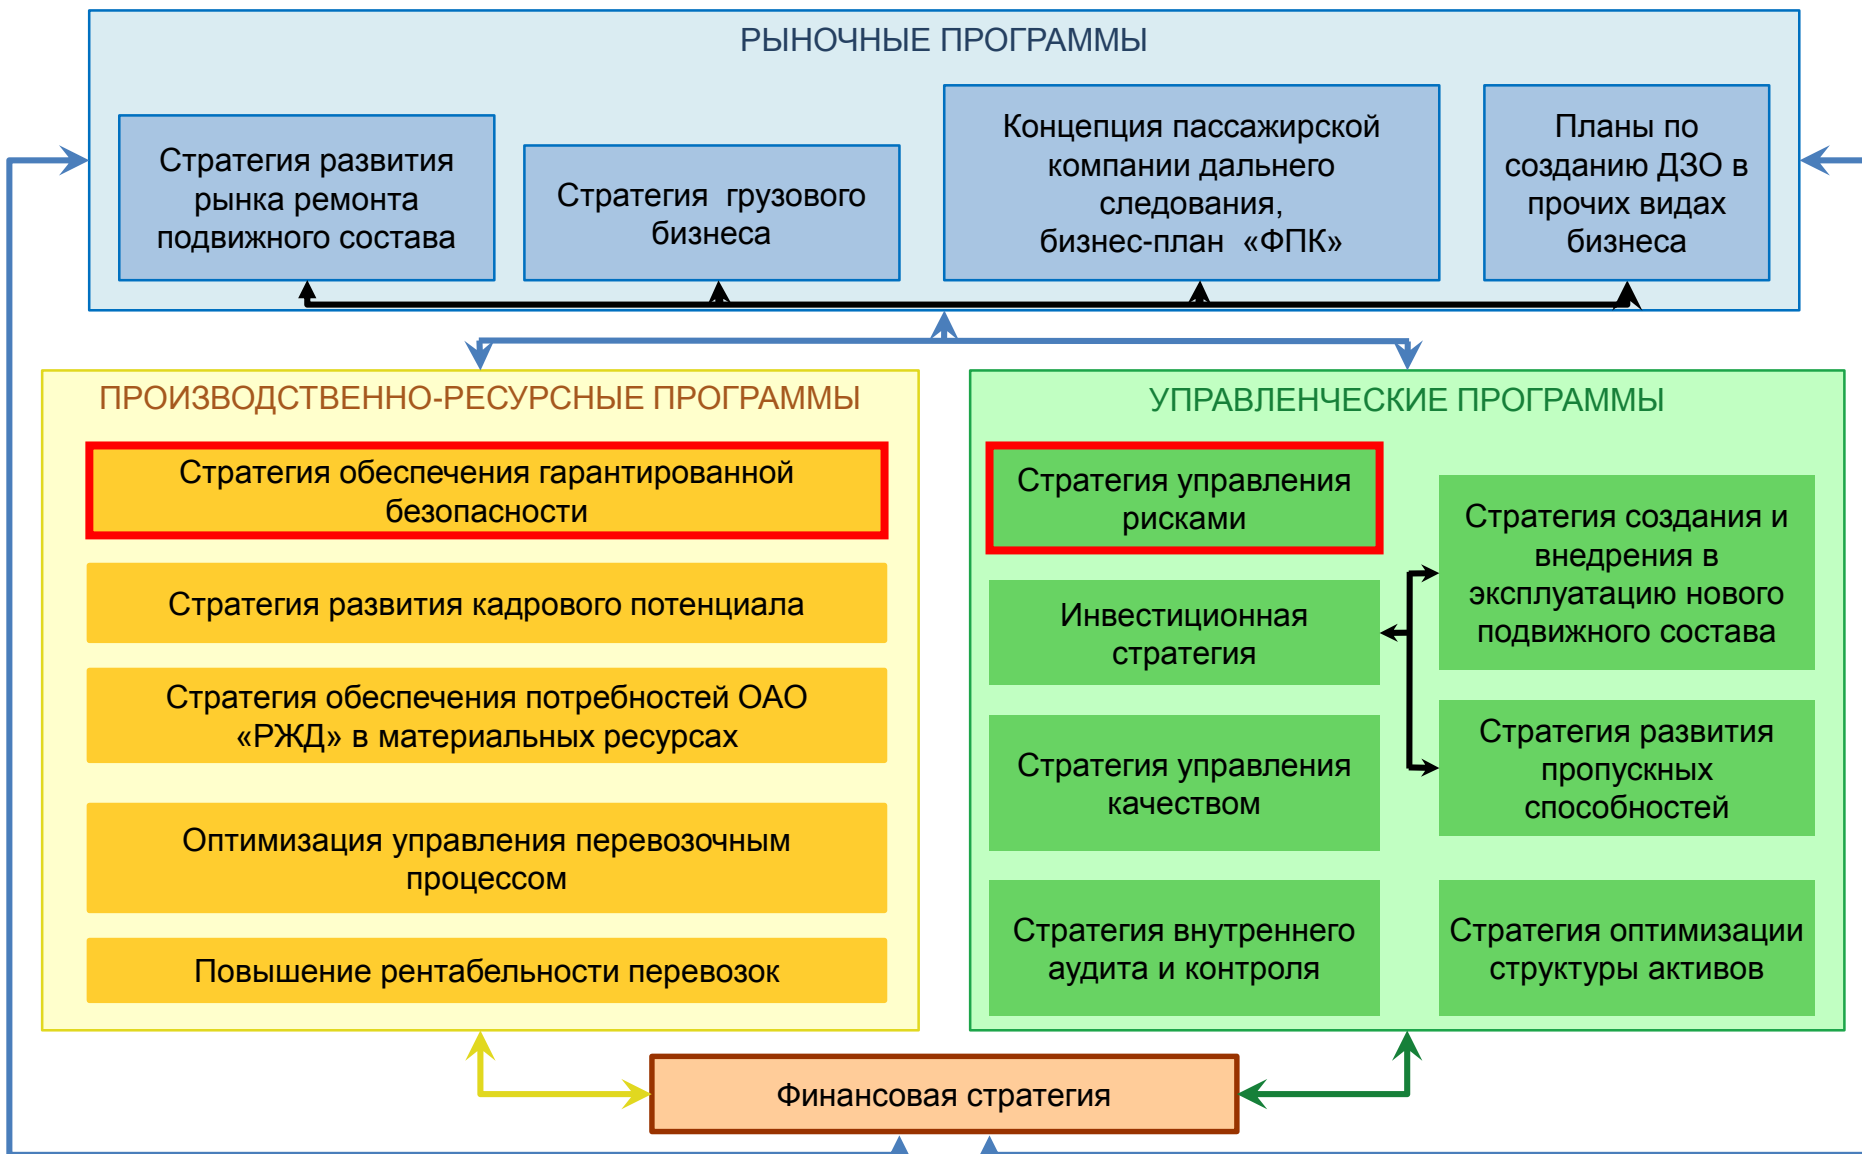 РЫНОЧНЫЕ ПРОГРАММЫ
Стратегия развития
рынка ремонта
подвижного состава
Стратегия грузового
бизнеса
Концепция пассажирской
компании дальнего
следования,
бизнес-план «ФПК»
Планы по
созданию ДЗО в
прочих видах
бизнеса
ПРОИЗВОДСТВЕННО-РЕСУРСНЫЕ ПРОГРАММЫ
Стратегия обеспечения гарантированной
безопасности
Стратегия развития кадрового потенциала
Стратегия обеспечения потребностей ОАО
«РЖД» в материальных ресурсах
Оптимизация управления перевозочным
процессом
Повышение рентабельности перевозок
УПРАВЛЕНЧЕСКИЕ ПРОГРАММЫ
Стратегия управления
рисками
Инвестиционная
стратегия
Стратегия управления
качеством
Стратегия внутреннего
аудита и контроля
Стратегия создания и
внедрения в
эксплуатацию нового
подвижного состава
Стратегия развития
пропускных
способностей
Стратегия оптимизации
структуры активов
Финансовая стратегия